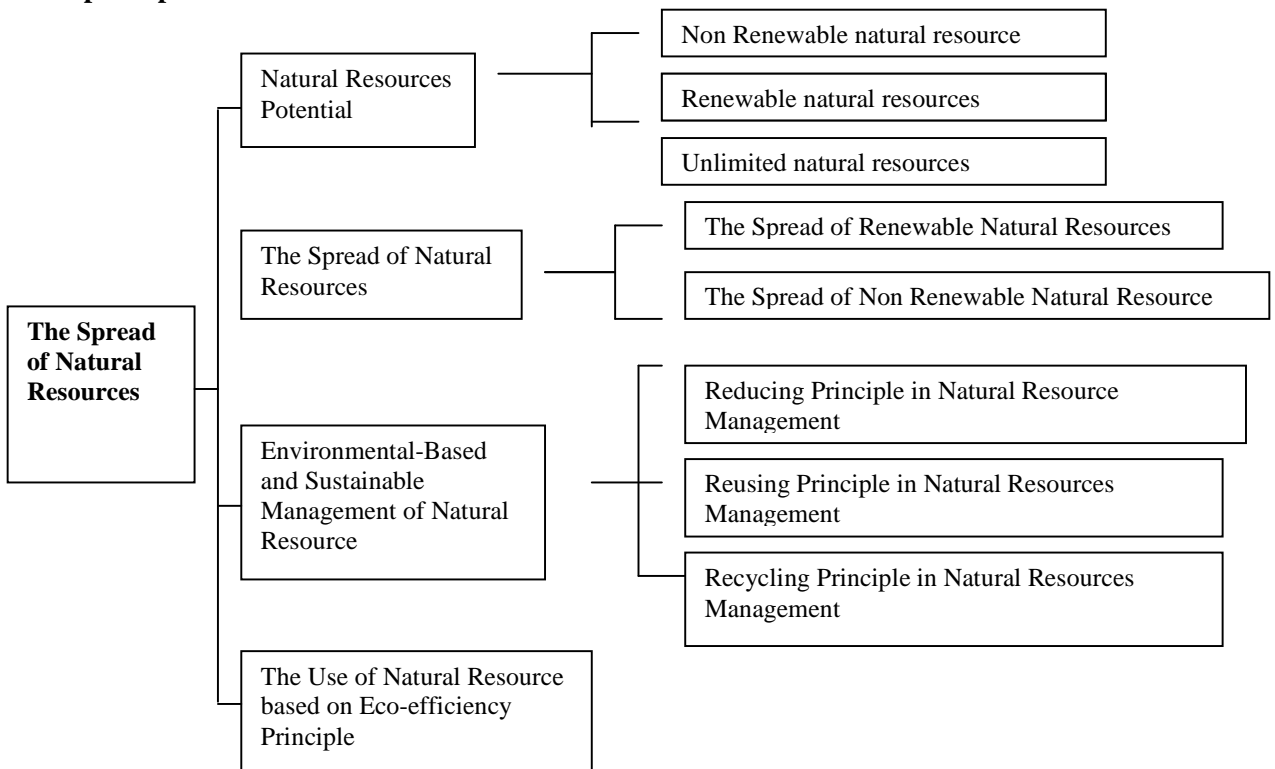 Non Renewable natural resource
Natural Resources
Potential
Renewable natural resources
Unlimited natural resources
The Spread of Renewable Natural Resources
The Spread of Natural
Resources
The Spread of Non Renewable Natural Resource
The Spread
of Natural
Resources
Reducing Principle in Natural Resource
Management
Environmental-Based
and Sustainable
Management of Natural
Resource
Reusing Principle in Natural Resources
Management
Recycling Principle in Natural Resources
Management
The Use of Natural Resource
based on Eco-efficiency
Principle